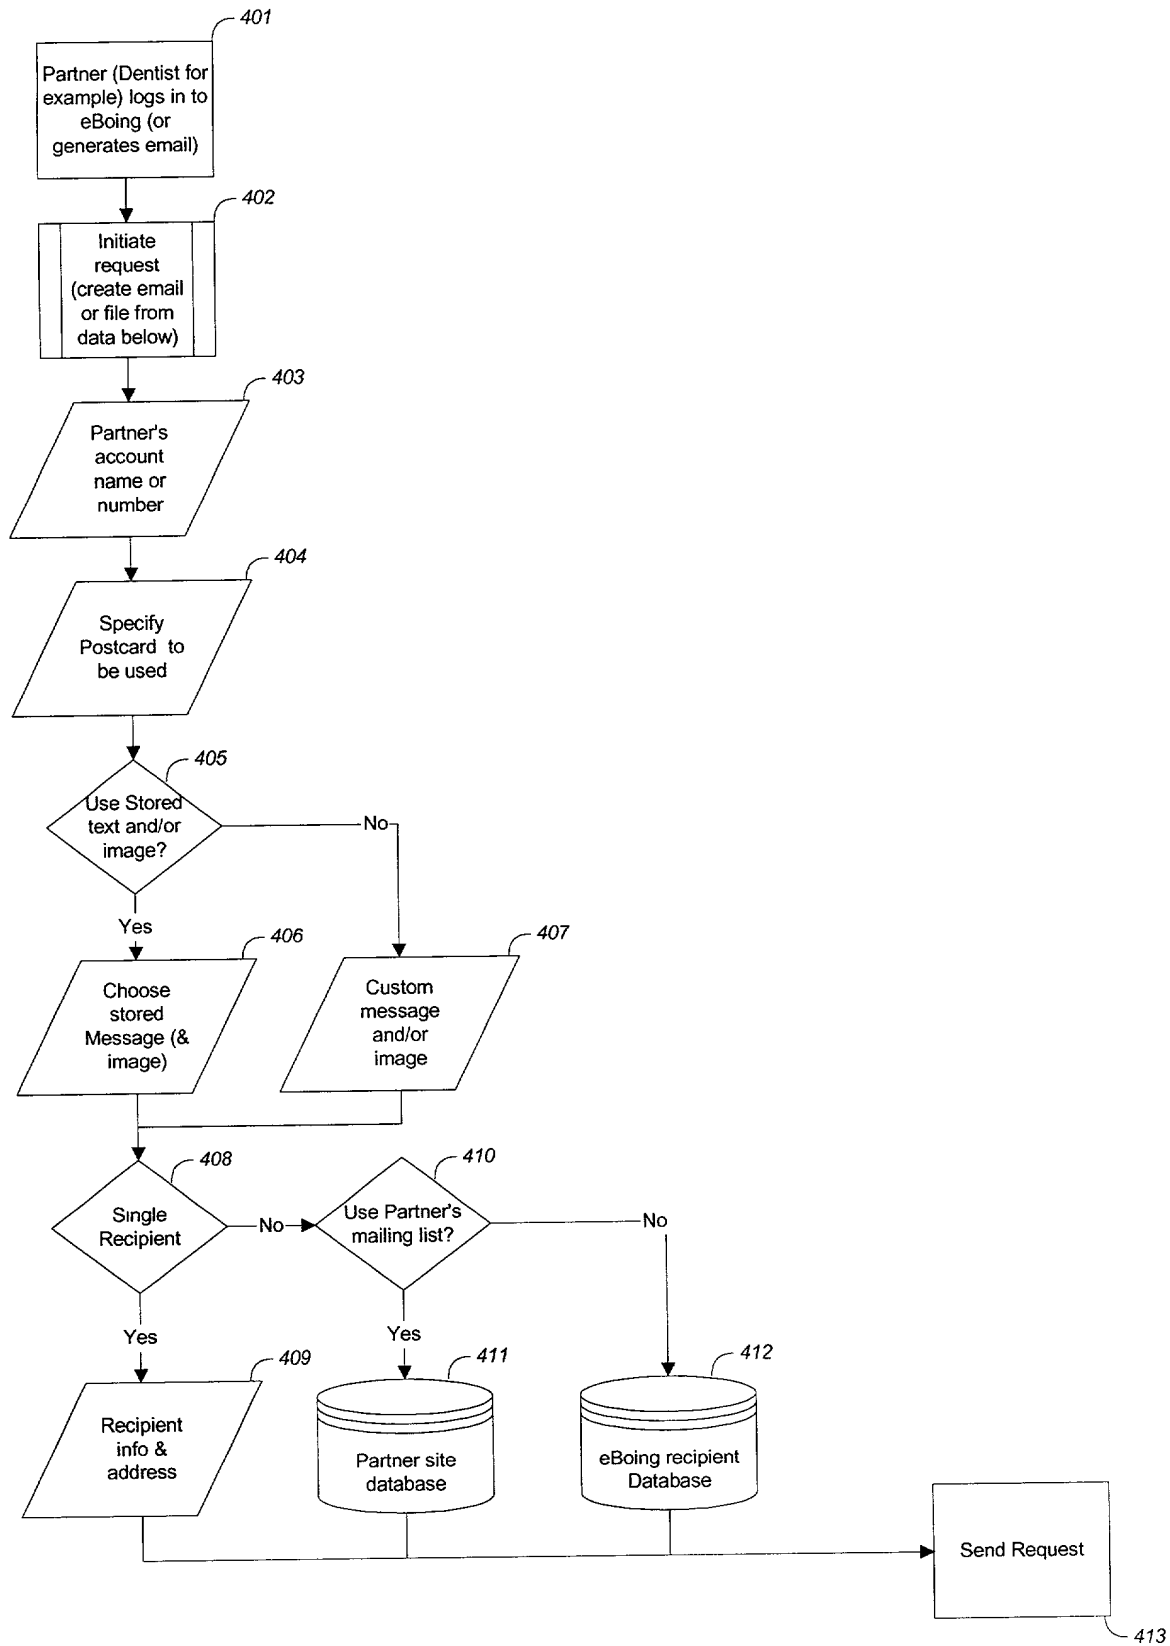 401
Partner (Dentist for
example) logs in to
eBoing (or
generates email)
402
Initiate
request
(create email
or file from
data below)
403
Partner's
account
name or
number
404
Specify
Postcard to
be used
405
Use Stored
text and/or
image?
No
Yes
406
Choose
stored
Message (&
image)
407
Custom
message
and/or
image
408
Single
Recipient
No
410
Use Partner's
mailing list?
No
Yes
Yes
409
Recipient
info &
address
411
Partner site
database
412
eBoing recipient
Database
Send Request
413